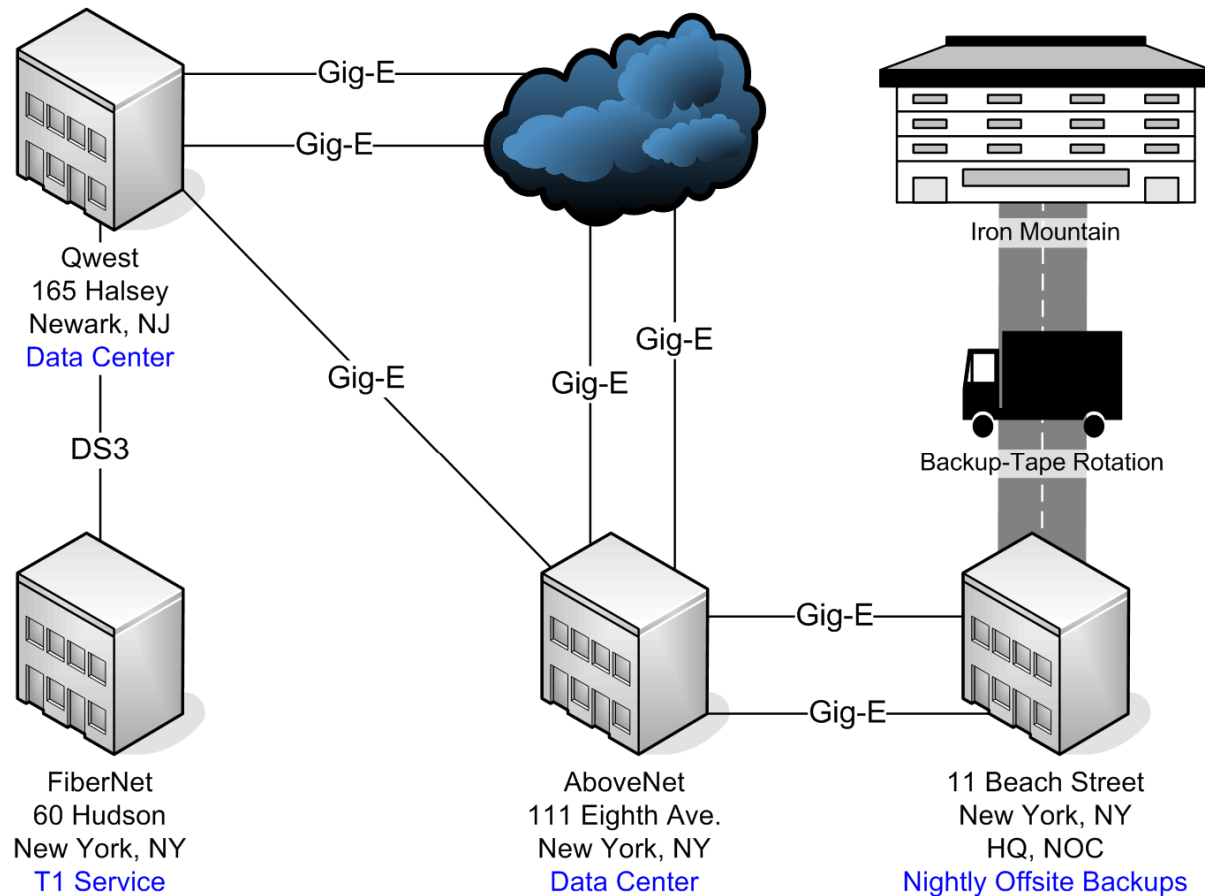 Gig-E
Gig-E
Iron Mountain
Qwest
165 Halsey
Newark, NJ
Data Center
Gig-E
Gig-E
Gig-E
DS3
Backup-Tape Rotation
Gig-E
Gig-E
FiberNet
60 Hudson
New York, NY
T1 Service
AboveNet
111 Eighth Ave.
New York, NY
Data Center
11 Beach Street
New York, NY
HQ, NOC
Nightly Offsite Backups